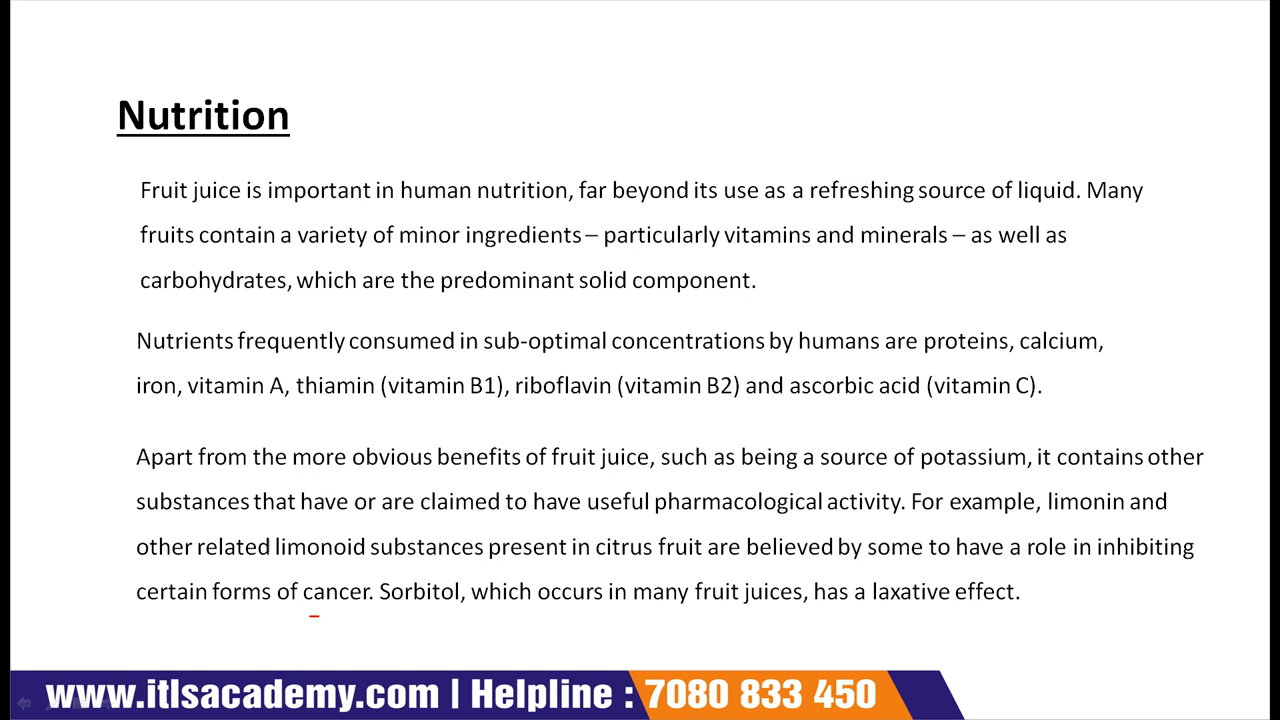 Nutrition
Fruit juice is important in human nutrition, far beyond its use as a refreshing source of liquid. Many
fruits contain a variety of minor ingredients – particularly vitamins and minerals – as well as
carbohydrates, which are the predominant solid component.
Nutrients frequently consumed in sub-optimal concentrations by humans are proteins, calcium,
iron, vitamin A, thiamin (vitamin B1), riboflavin (vitamin B2) and ascorbic acid (vitamin C).
Apart from the more obvious benefits of fruit juice, such as being a source of potassium, it contains other
substances that have or are claimed to have useful pharmacological activity. For example, limonin and
other related limonoid substances present in citrus fruit are believed by some to have a role in inhibiting
certain forms of cancer. Sorbitol, which occurs in many fruit juices, has a laxative effect.
www.itlsacademy.com | Helpline : 7080 833 450